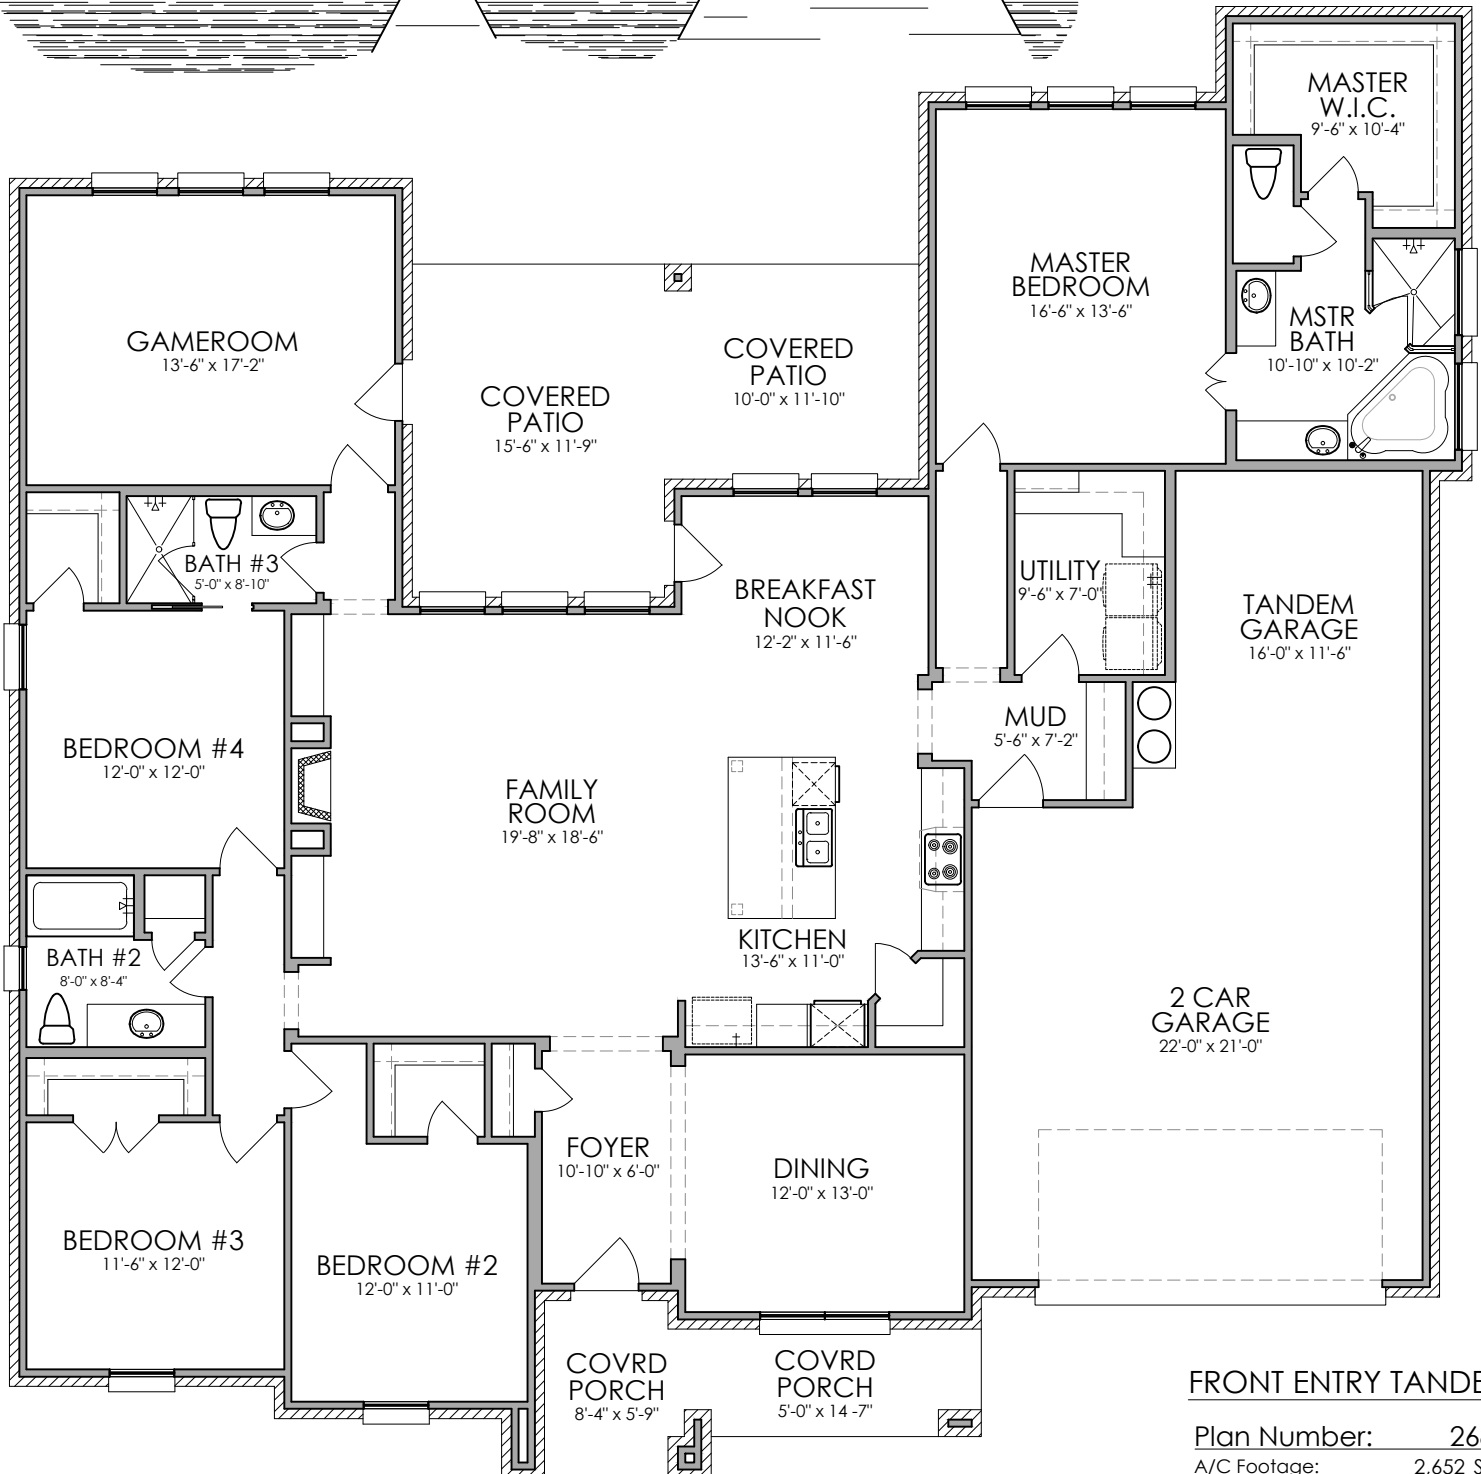 MASTER
W.I.C.
9'-6" x 10'-4"
GAMEROOM
13'-6" x 17'-2"
COVERED
PATIO
15'-6" x 11'-9"
COVERED
PATIO
10'-0" x 11'-10"
MASTER
BEDROOM
16'-6" x 13'-6"
MSTR
BATH
10'-10" x 10'-2"
BATH #3
5'-0" x 8'-10"
BREAKFAST
NOOK
12'-2" x 11'-6"
UTILITY
9'-6" x 7'-0"
TANDEM
GARAGE
16'-0" x 11'-6"
BEDROOM #4
12'-0" x 12'-0"
FAMILY
ROOM
19'-8" x 18'-6"
MUD
5'-6" x 7'-2"
BATH #2
8'-0" x 8'-4"
KITCHEN
13'-6" x 11'-0"
2 CAR
GARAGE
22'-0" x 21'-0"
FOYER
10'-10" x 6'-0"
DINING
12'-0" x 13'-0"
BEDROOM #3
11'-6" x 12'-0"
BEDROOM #2
12'-0" x 11'-0"
COVRD
PORCH
8'-4" x 5'-9"
COVRD
PORCH
5'-0" x 14 -7"
FRONT ENTRY
Plan Number:
A/C Footage: 2,652